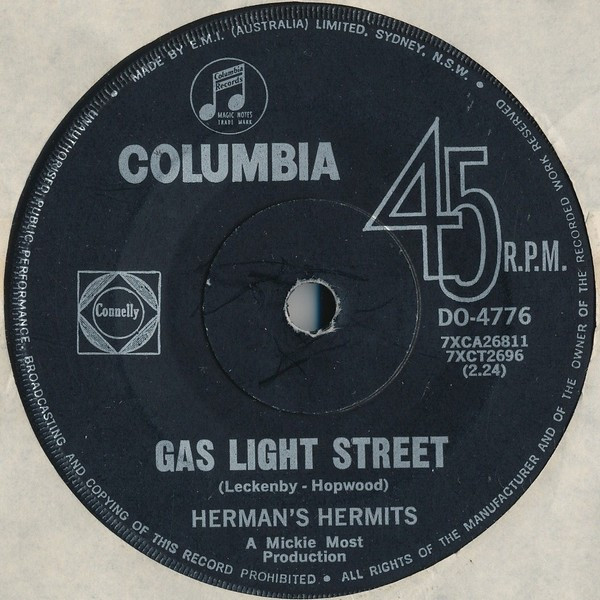 MADE BY E.M.I. (AUSTRALIA) LIMITED, SYDNEY, N.S.W. •
UNAUTHORISED PUBLIC PERFORMANCE, BROADCASTING AND COPYING OF THIS RECORD PROHIBITED • ALL RIGHTS OF THE MANUFACTURER AND OF THE OWNER OF THE RECORDED WORK RESERVED
Columbia
Records
MAGIC NOTES
TRADE MARK
COLUMBIA
45 R.P.M.
Connelly
DO-4776
7XCA26811
7XCT2696
(2.24)
GAS LIGHT STREET
(Leckenby - Hopwood)
HERMAN'S HERMITS
A Mickie Most
Production